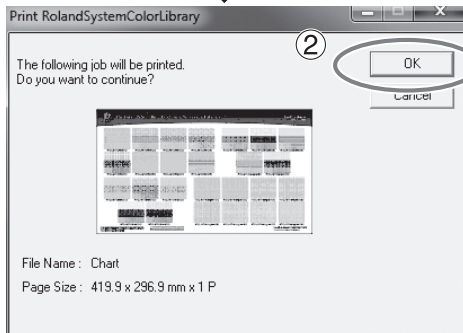 Print RolandSystemColorLibrary
②
The following job will be printed.
Do you want to continue?
OK
Cancel
File Name : Chart
Page Size : 419.9 x 296.9 mm x 1 P